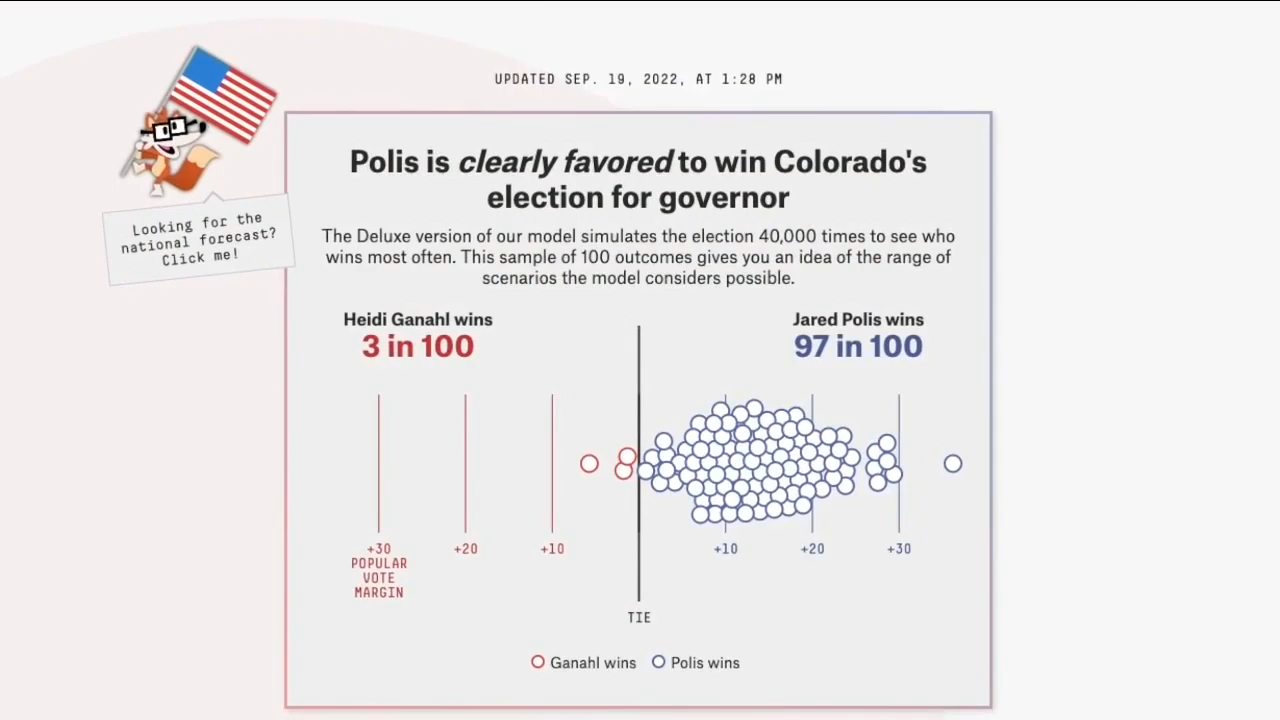 UPDATED SEP. 19, 2022, AT 1:28 PM
Looking for the
national forecast?
Click me!
Polis is clearly favored to win Colorado's
election for governor
The Deluxe version of our model simulates the election 40,000 times to see who
wins most often. This sample of 100 outcomes gives you an idea of the range of
scenarios the model considers possible.
Heidi Ganahl wins
3 in 100
Jared Polis wins
97 in 100
+30
POPULAR
VOTE
MARGIN
+20
+10
+10
+20
+30
TIE
Ganahl wins
Polis wins